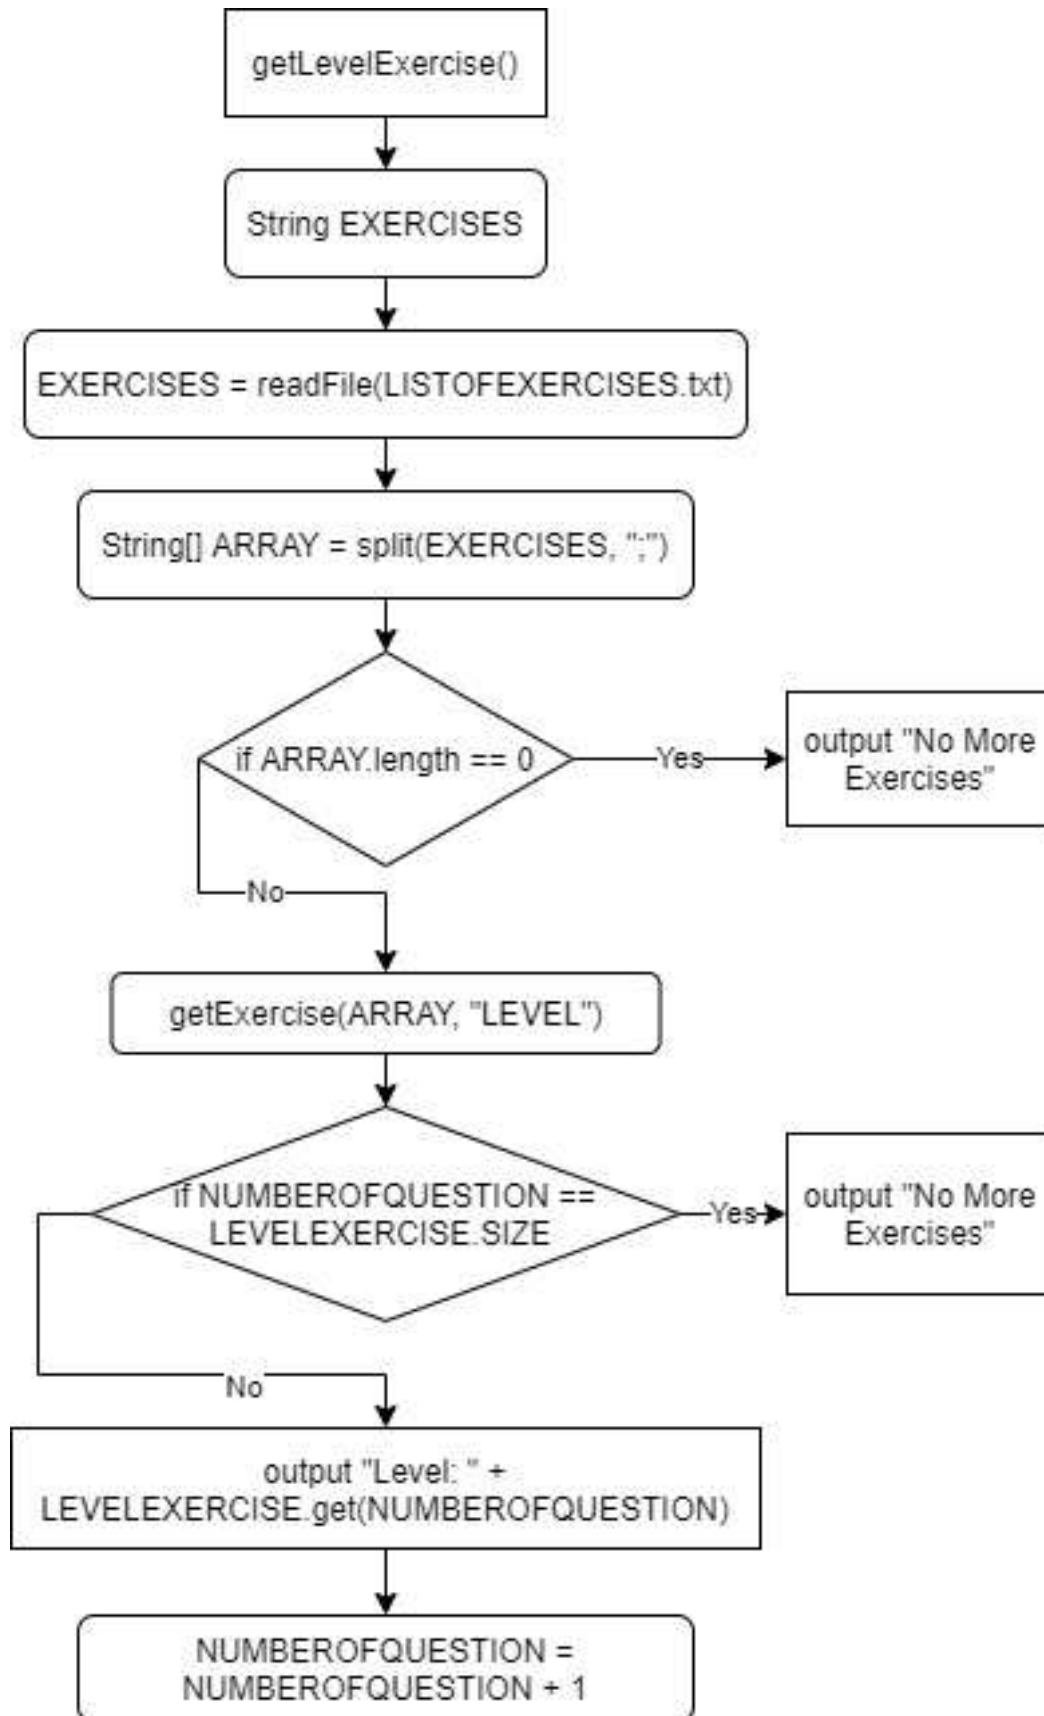 getLevelExercise()
String EXERCISES
EXERCISES = readFile(LISTOFEXERCISES.txt)
String[] ARRAY = split(EXERCISES, ";")
if ARRAY.length == 0
Yes
output "No More
Exercises"
No
getExercise(ARRAY, "LEVEL")
if NUMBEROFQUESTION ==
LEVELEXERCISE.SIZE
Yes
output "No More
Exercises"
No
output "Level: " +
LEVELEXERCISE.get(NUMBEROFQUESTION)
NUMBEROFQUESTION =
NUMBEROFQUESTION + 1